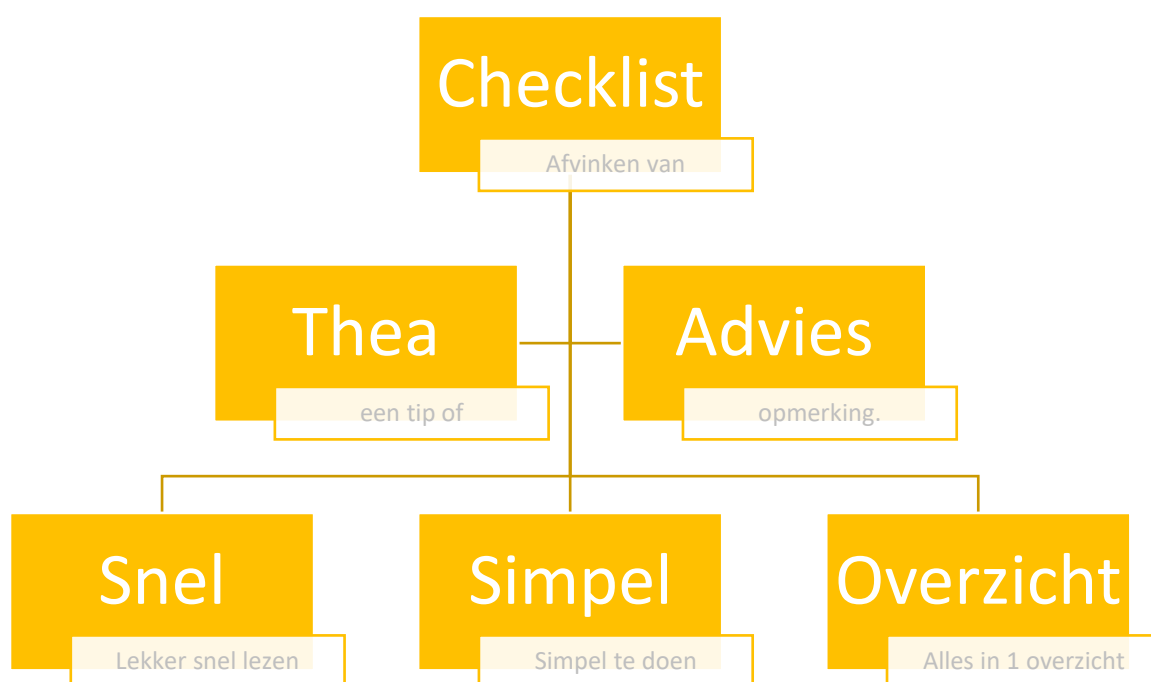 Checklist
Afvinken van
Thea
een tip of
Advies
opmerking.
Snel
Lekker snel lezen
Simpel
Simpel te doen
Overzicht
Alles in 1 overzicht